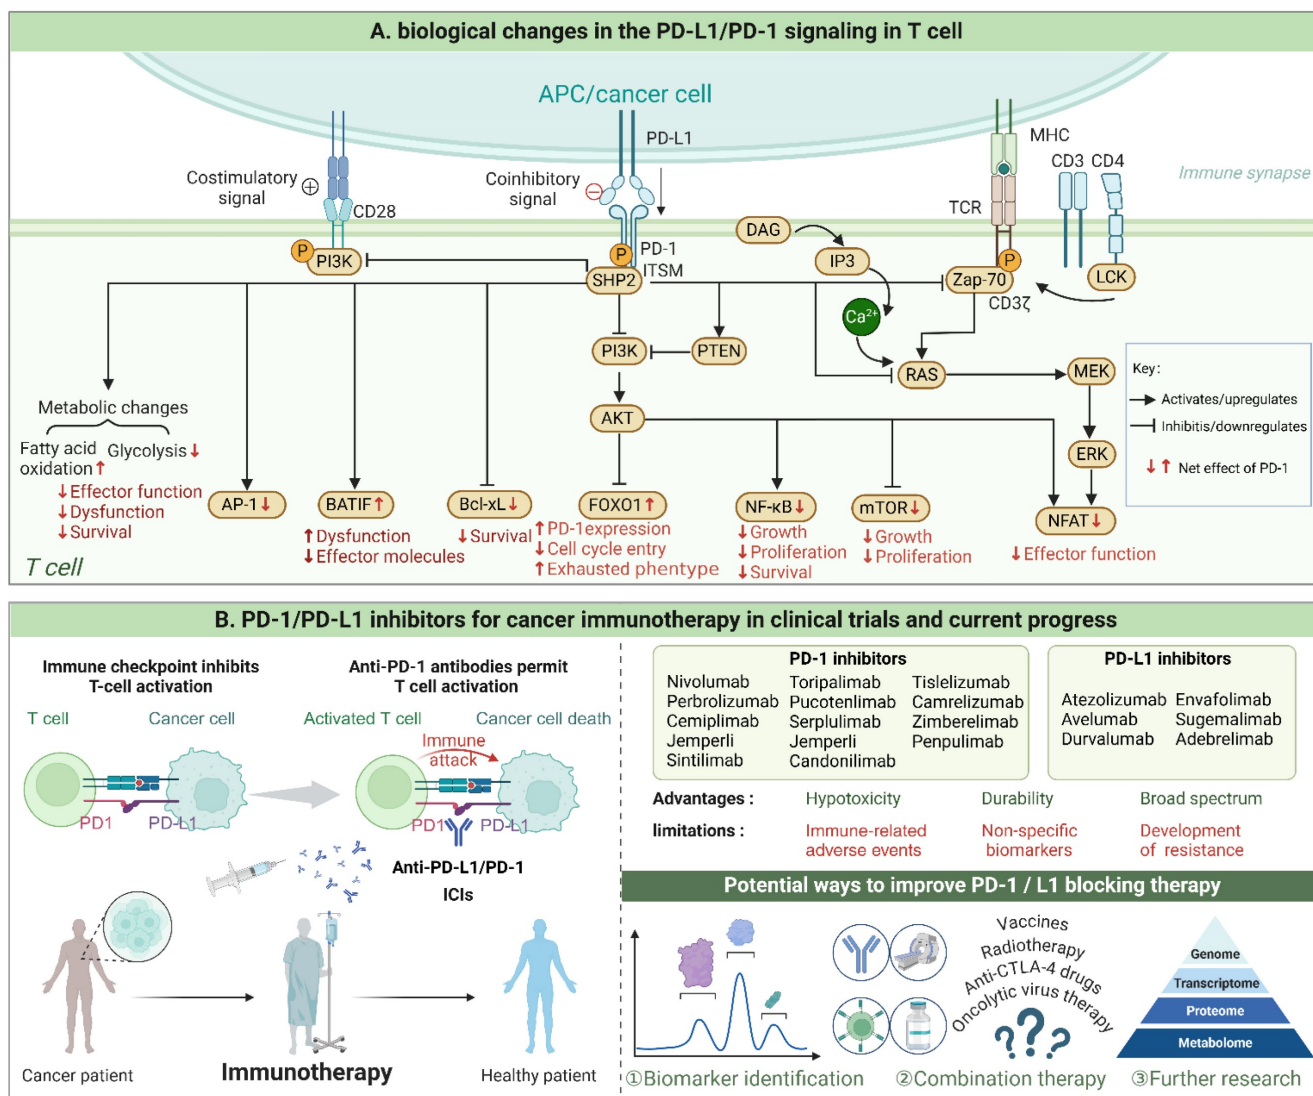 A. biological changes in the PD-L1/PD-1 signaling in T cell
APC/cancer cell
PD-L1
MHC
CD3 CD4
Immune synapse
Costimulatory
signal
CD28
Coinhibitory
signal
TCR
DAG
IP3
P
PI3K
P
PD-1
ITSM
SHP2
P
Zap-70
CD3ζ
LCK
Ca²⁺
PI3K
PTEN
RAS
MEK
AKT
ERK
Key:
Activates/upregulates
Inhibitis/downregulates
↓ ↑ Net effect of PD-1
Metabolic changes
Fatty acid
oxidation ↑
Glycolysis ↓
↓Effector function
↓Dysfunction
↓Survival
AP-1↓
BATIF↑
↑Dysfunction
↓Effector molecules
Bcl-xL↓
↓Survival
FOXO1↑
↑PD-1expression
↓Cell cycle entry
↑Exhausted phentype
NF-κB↓
↓Growth
↓Proliferation
↓Survival
mTOR↓
↓Growth
↓Proliferation
NFAT↓
↓Effector function
T cell
B. PD-1/PD-L1 inhibitors for cancer immunotherapy in clinical trials and current progress
Immune checkpoint inhibits
T-cell activation
Anti-PD-1 antibodies permit
T cell activation
T cell
Cancer cell
Activated T cell
Cancer cell death
Immune
attack
PD1
PD-L1
PD1
PD-L1
Anti-PD-L1/PD-1
ICIs
Cancer patient
Immunotherapy
Healthy patient
PD-1 inhibitors
Nivolumab Toripalimab Tislelizumab
Perbrolizumab Pucotenlimab Camrelizumab
Cemiplimab Serplulimab Zimberelimab
Jemperli Jemperli Penpulimab
Sintilimab Candonilimab
PD-L1 inhibitors
Atezolizumab Envafolimab
Avelumab Sugemalimab
Durvalumab Adebrelimab
Advantages : Hypotoxicity Durability Broad spectrum
limitations : Immune-related Non-specific Development
adverse events biomarkers of resistance
Potential ways to improve PD-1 / L1 blocking therapy
Vaccines
Radiotherapy
Anti-CTLA-4 drugs
Oncolytic virus therapy
???
Genome
Transcriptome
Proteome
Metabolome
①Biomarker identification
②Combination therapy
③Further research